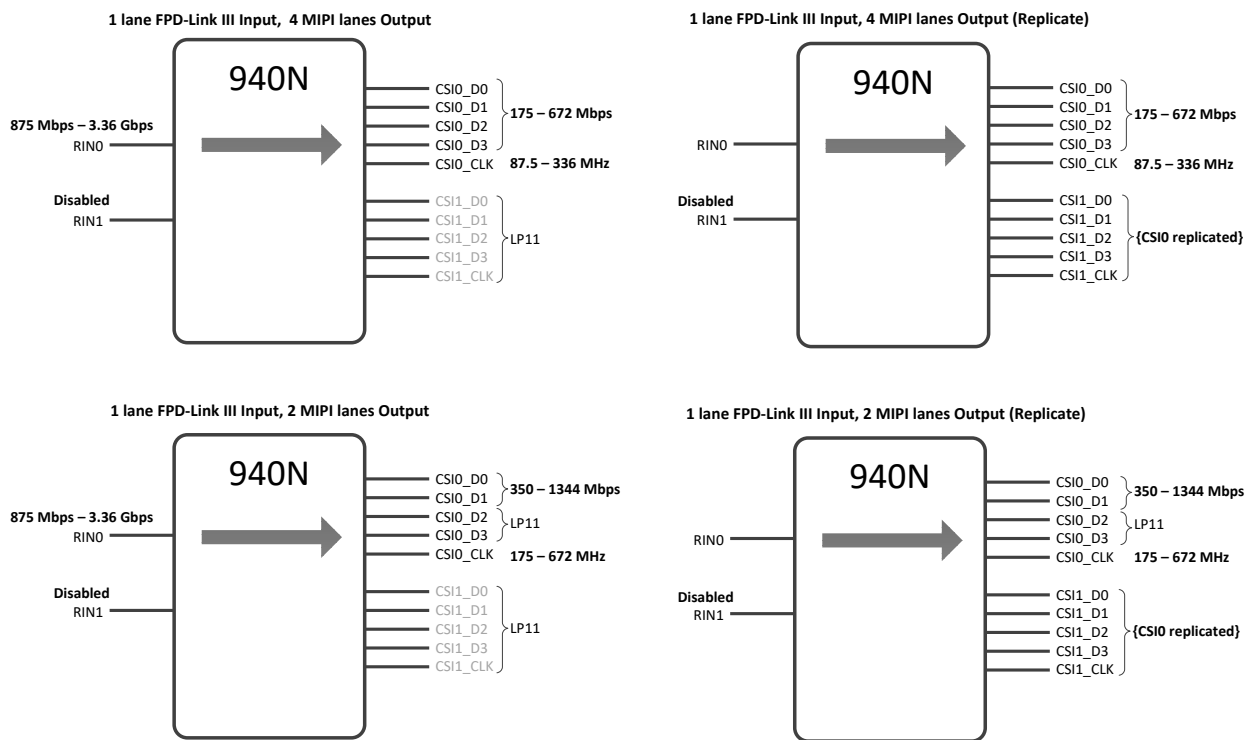 1 lane FPD-Link III Input, 4 MIPI lanes Output
940N
875 Mbps – 3.36 Gbps
RIN0
Disabled
RIN1
CSI0_D0
CSI0_D1
CSI0_D2
CSI0_D3
175 – 672 Mbps
CSI0_CLK 87.5 – 336 MHz
CSI1_D0
CSI1_D1
CSI1_D2
CSI1_D3
CSI1_CLK
LP11
1 lane FPD-Link III Input, 4 MIPI lanes Output (Replicate)
940N
RIN0
Disabled
RIN1
CSI0_D0
CSI0_D1
CSI0_D2
CSI0_D3
175 – 672 Mbps
CSI0_CLK 87.5 – 336 MHz
CSI1_D0
CSI1_D1
CSI1_D2
CSI1_D3
CSI1_CLK
{CSI0 replicated}
1 lane FPD-Link III Input, 2 MIPI lanes Output
940N
875 Mbps – 3.36 Gbps
RIN0
Disabled
RIN1
CSI0_D0
CSI0_D1
350 – 1344 Mbps
CSI0_D2
CSI0_D3
LP11
CSI0_CLK 175 – 672 MHz
CSI1_D0
CSI1_D1
CSI1_D2
CSI1_D3
CSI1_CLK
LP11
1 lane FPD-Link III Input, 2 MIPI lanes Output (Replicate)
940N
RIN0
Disabled
RIN1
CSI0_D0
CSI0_D1
350 – 1344 Mbps
CSI0_D2
CSI0_D3
LP11
CSI0_CLK 175 – 672 MHz
CSI1_D0
CSI1_D1
CSI1_D2
CSI1_D3
CSI1_CLK
{CSI0 replicated}